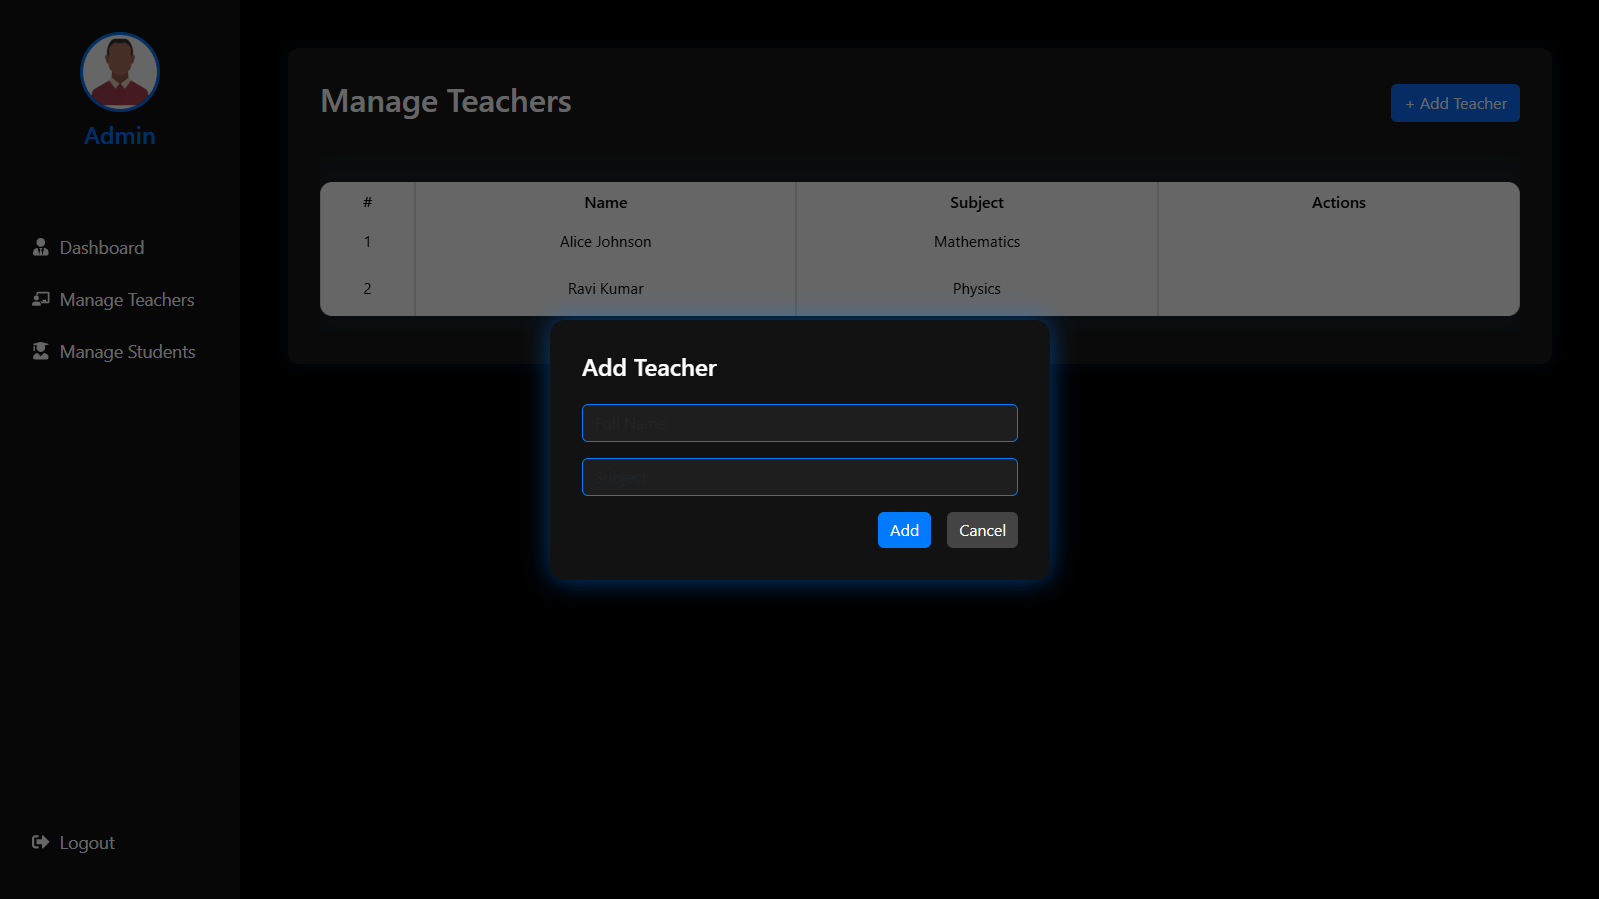 Admin
Dashboard
Manage Teachers
Manage Students
Logout
Manage Teachers
+ Add Teacher
# Name Subject Actions
1 Alice Johnson Mathematics
2 Ravi Kumar Physics
Add Teacher
Full Name
Subject
Add Cancel